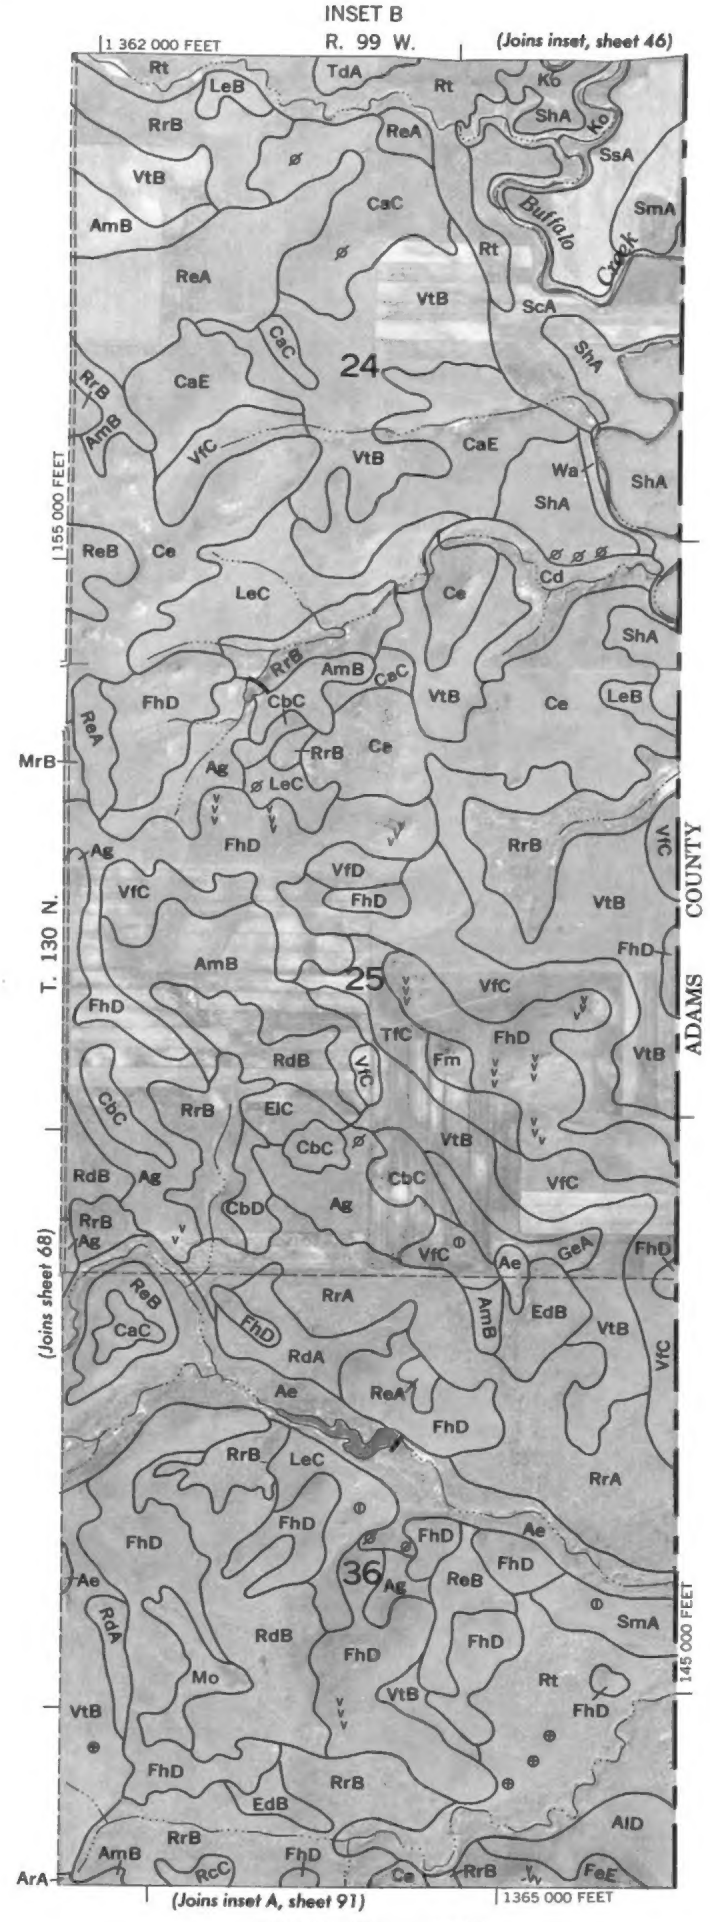 INSET B
1 362 000 FEET R. 99 W. (Joins inset, sheet 46)
Rt TdA Rt Ko
LeB ShA Ko
RrB ReA SsA
VtB
CaC Buffalo SmA
AmB Rt Creek
ReA VtB ScA
CaC 24 ShA
RrB CaE
AmB VfC VtB CaE Wa ShA
ShA
155 000 FEET
ReB Ce Cd
LeC Ce
ShA
RrB AmB CaC
FhD CbC VtB Ce LeB
ReA
MrB Ag RrB Ce
LeC
FhD RrB VfC
Ag VfD
VfC FhD VtB
T. 130 N. ADAMS COUNTY
FhD
AmB 25 VfC
FhD TfC FhD
RdB VfC Fm VtB
CbC RrB ElC
CbC VtB
RdB Ag CbC VfC
Ag
RrB CbD
Ag VfC Ae GeA FhD
(Joins sheet 68)
ReB RrA EdB
CaC FhD AmB VtB
RdA VfC
Ae ReA
FhD
RrB LeC RrA
FhD FhD FhD Ae
FhD
36 Ag ReB
Ae SmA
RdA RdB FhD FhD
Mo VtB Rt
FhD
145 000 FEET
VtB
FhD RrB
EdB AlD
RrB
AmB RcC FhD Ce RrB FeE
ArA
(Joins inset A, sheet 91) 1365 000 FEET